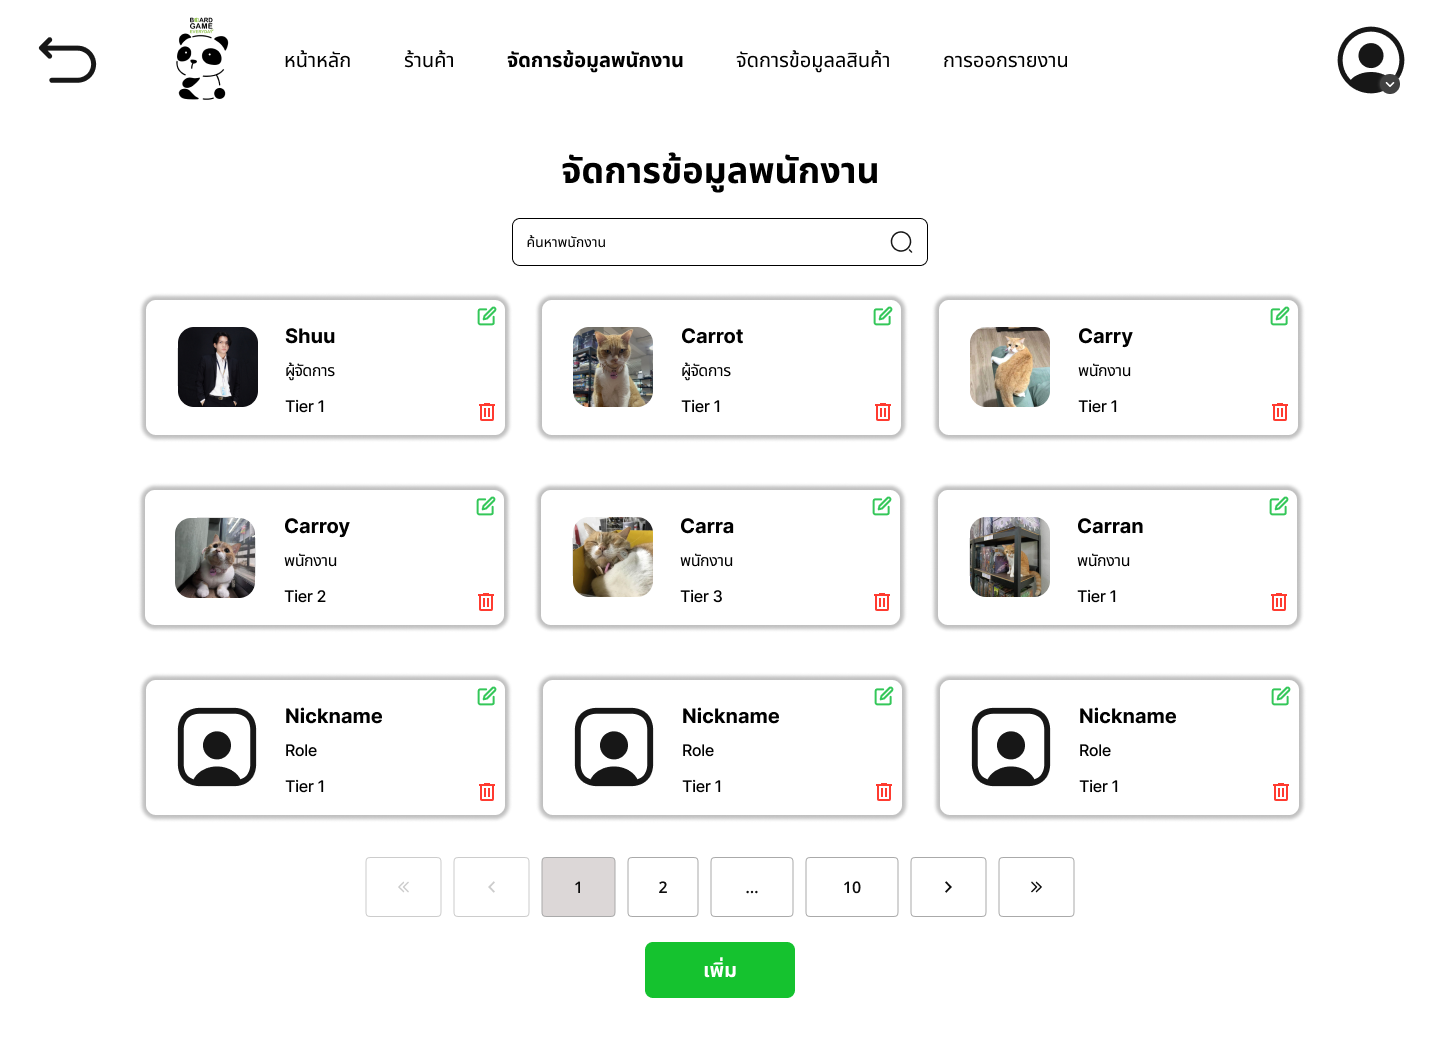 BOARD
GAME
EVERYDAY
หน้าหลัก
ร้านค้า
จัดการข้อมูลพนักงาน
จัดการข้อมูลลสินค้า
การออกรายงาน
จัดการข้อมูลพนักงาน
ค้นหาพนักงาน
Shuu
ผู้จัดการ
Tier 1
Carrot
ผู้จัดการ
Tier 1
Carry
พนักงาน
Tier 1
Carroy
พนักงาน
Tier 2
Carra
พนักงาน
Tier 3
Carran
พนักงาน
Tier 1
Nickname
Role
Tier 1
Nickname
Role
Tier 1
Nickname
Role
Tier 1
« ‹ 1 2 ... 10 › »
เพิ่ม